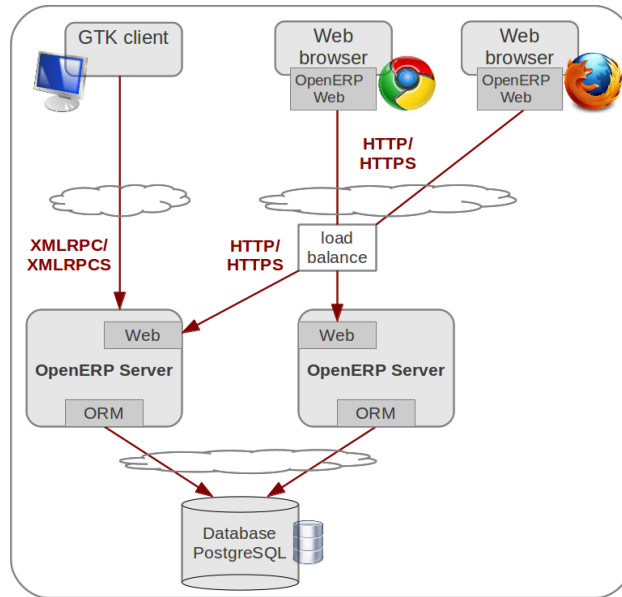 GTK client
Web
browser
OpenERP
Web
Web
browser
OpenERP
Web
HTTP/
HTTPS
XMLRPC/
XMLRPCS
HTTP/
HTTPS
load
balance
Web
OpenERP Server
ORM
Web
OpenERP Server
ORM
Database
PostgreSQL